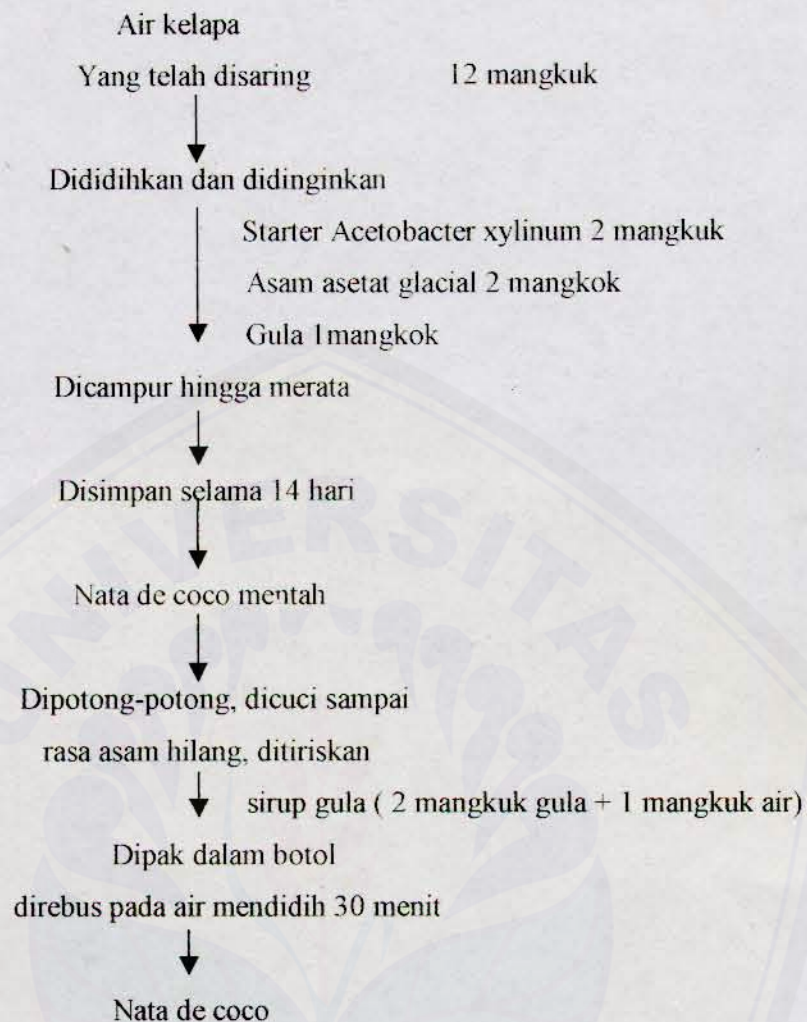 Air kelapa
Yang telah disaring 12 mangkuk
Dididihkan dan didinginkan
Starter Acetobacter xylinum 2 mangkuk
Asam asetat glacial 2 mangkok
Gula 1mangkok
Dicampur hingga merata
Disimpan selama 14 hari
Nata de coco mentah
Dipotong-potong, dicuci sampai
rasa asam hilang, ditiriskan
sirup gula ( 2 mangkuk gula + 1 mangkuk air)
Dipak dalam botol
direbus pada air mendidih 30 menit
Nata de coco
UNIVERSITAS